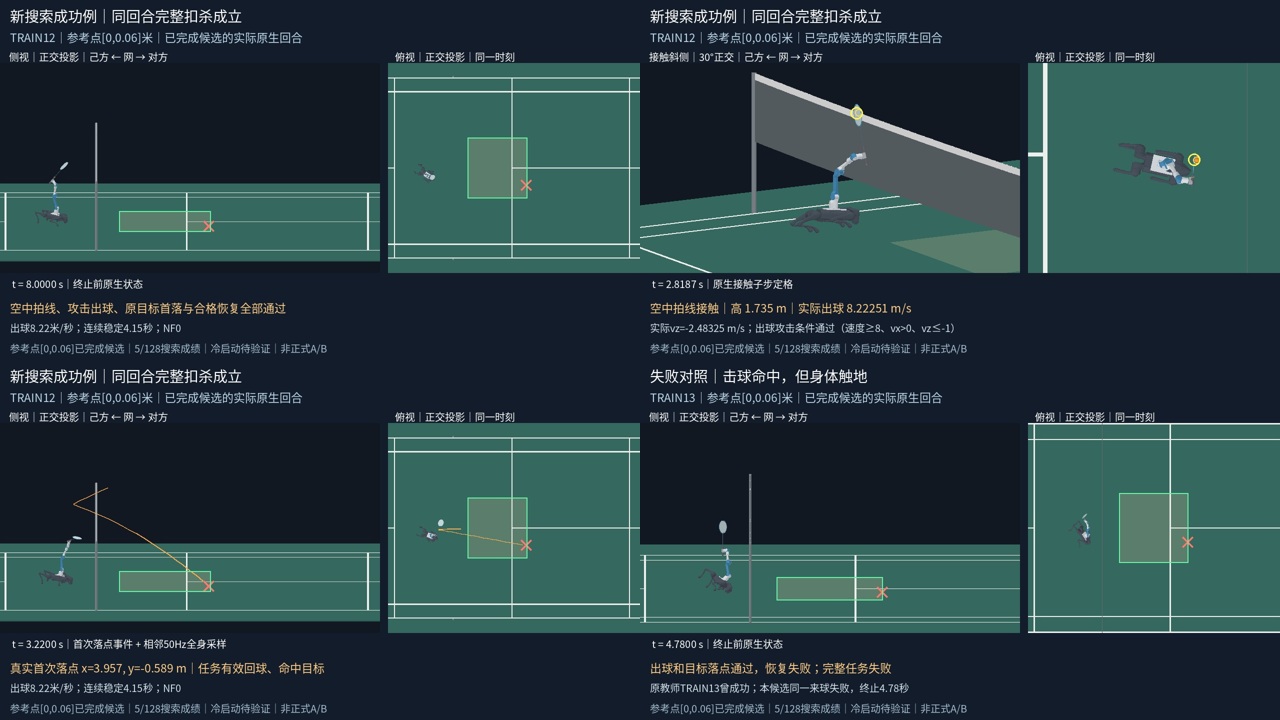 新搜索成功例｜同回合完整扣杀成立
TRAIN12｜参考点[0,0.06]米｜已完成候选的实际原生回合
侧视｜正交投影｜己方 ← 网 → 对方
俯视｜正交投影｜同一时刻
t = 8.0000 s｜终止前原生状态
空中拍线、攻击出球、原目标首落与合格恢复全部通过
出球8.22米/秒；连续稳定4.15秒；NF0
参考点[0,0.06]已完成候选｜5/128搜索成绩｜冷启动待验证｜非正式A/B
新搜索成功例｜同回合完整扣杀成立
TRAIN12｜参考点[0,0.06]米｜已完成候选的实际原生回合
接触斜侧｜30°正交｜己方 ← 网 → 对方
俯视｜正交投影｜同一时刻
t = 2.8187 s｜原生接触子步定格
空中拍线接触｜高 1.735 m｜实际出球 8.22251 m/s
实际vz=-2.48325 m/s；出球攻击条件通过（速度≥8、vx>0、vz≤-1）
参考点[0,0.06]已完成候选｜5/128搜索成绩｜冷启动待验证｜非正式A/B
新搜索成功例｜同回合完整扣杀成立
TRAIN12｜参考点[0,0.06]米｜已完成候选的实际原生回合
侧视｜正交投影｜己方 ← 网 → 对方
俯视｜正交投影｜同一时刻
t = 3.2200 s｜首次落点事件 + 相邻50Hz全身采样
真实首次落点 x=3.957, y=-0.589 m｜任务有效回球、命中目标
出球8.22米/秒；连续稳定4.15秒；NF0
参考点[0,0.06]已完成候选｜5/128搜索成绩｜冷启动待验证｜非正式A/B
失败对照｜击球命中，但身体触地
TRAIN13｜参考点[0,0.06]米｜已完成候选的实际原生回合
侧视｜正交投影｜己方 ← 网 → 对方
俯视｜正交投影｜同一时刻
t = 4.7800 s｜终止前原生状态
出球和目标落点通过，恢复失败；完整任务失败
原教师TRAIN13曾成功；本候选同一来球失败，终止4.78秒
参考点[0,0.06]已完成候选｜5/128搜索成绩｜冷启动待验证｜非正式A/B